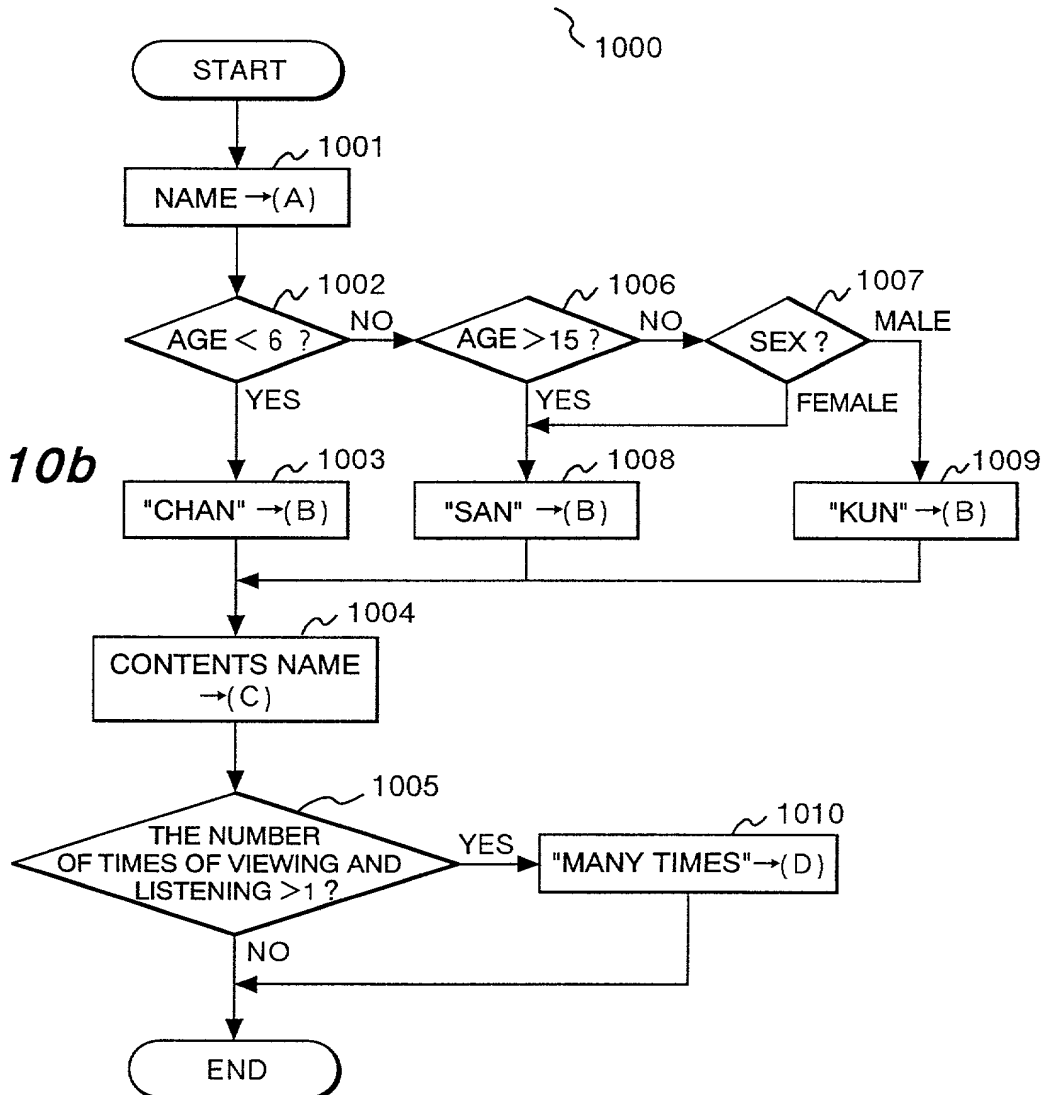 1000
START
1001
NAME →(A)
1002
1006
1007
AGE < 6 ?
NO
AGE >15 ?
NO
SEX ?
MALE
YES
YES
FEMALE
10b
1003
1008
1009
"CHAN" →(B)
"SAN" →(B)
"KUN" →(B)
1004
CONTENTS NAME
→(C)
1005
THE NUMBER
OF TIMES OF VIEWING AND
LISTENING >1 ?
YES
1010
"MANY TIMES"→(D)
NO
END